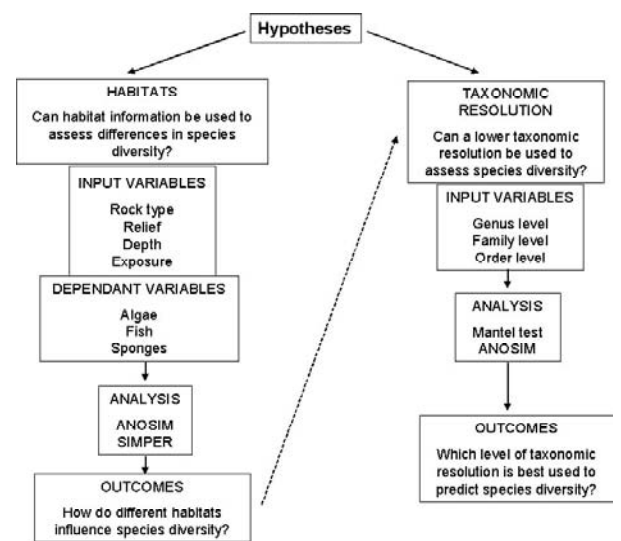 Hypotheses
HABITATS
Can habitat information be used to
assess differences in species
diversity?
INPUT VARIABLES
Rock type
Relief
Depth
Exposure
DEPENDANT VARIABLES
Algae
Fish
Sponges
ANALYSIS
ANOSIM
SIMPER
OUTCOMES
How do different habitats
influence species diversity?
TAXONOMIC
RESOLUTION
Can a lower taxonomic
resolution be used to
assess species diversity?
INPUT VARIABLES
Genus level
Family level
Order level
ANALYSIS
Mantel test
ANOSIM
OUTCOMES
Which level of taxonomic
resolution is best used to
predict species diversity?